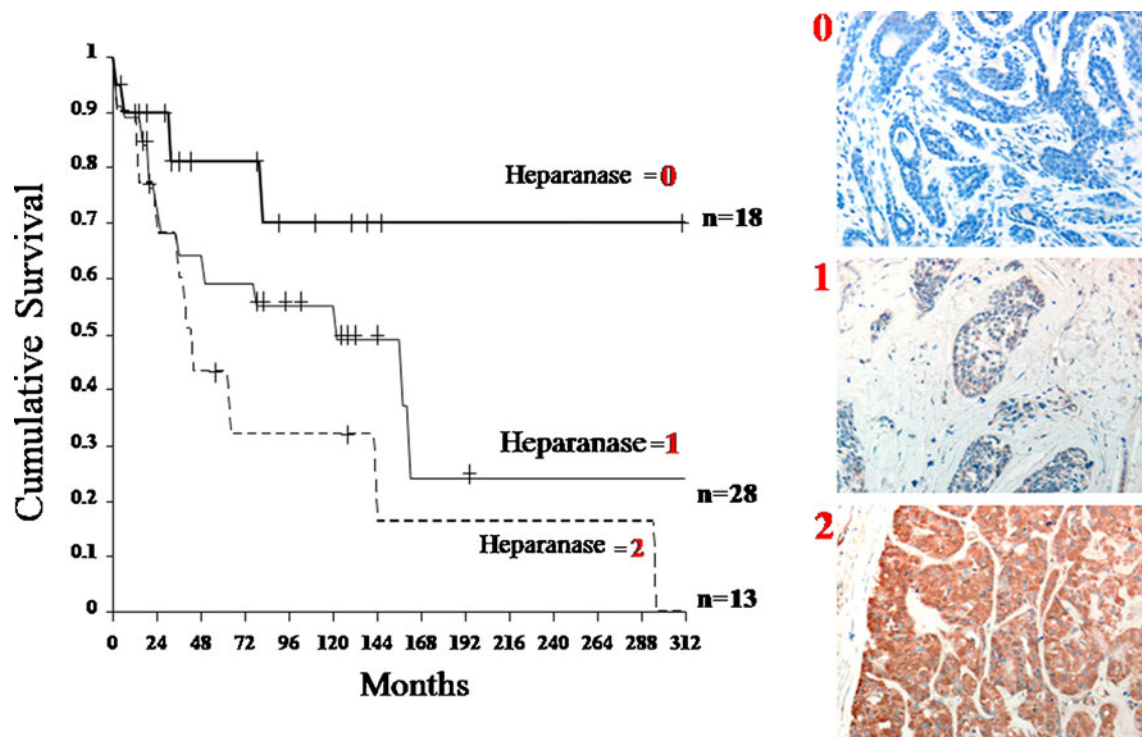 Cumulative Survival
1
0.9
0.8
0.7
0.6
0.5
0.4
0.3
0.2
0.1
0
0 24 48 72 96 120 144 168 192 216 240 264 288 312
Months
Heparanase =0
n=18
Heparanase =1
n=28
Heparanase =2
n=13
0
1
2